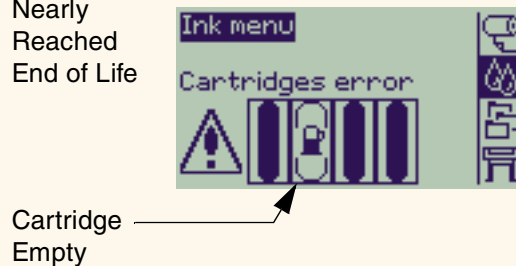 Nearly
Reached
End of Life
Ink menu
Cartridges error
Cartridge
Empty